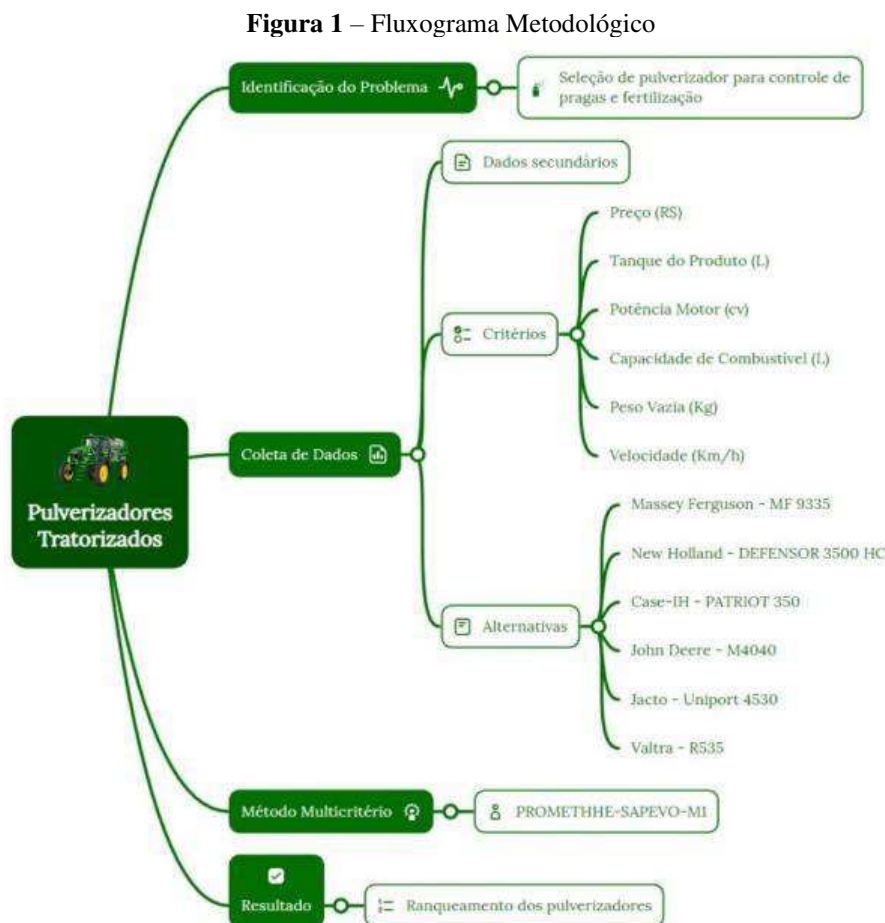 Figura 1 – Fluxograma Metodológico
Identificação do Problema
Seleção de pulverizador para controle de
pragas e fertilização
Pulverizadores
Tratorizados
Coleta de Dados
Dados secundários
Critérios
Preço (RS)
Tanque do Produto (L)
Potência Motor (cv)
Capacidade de Combustível (L)
Peso Vazia (Kg)
Velocidade (Km/h)
Alternativas
Massey Ferguson - MF 9335
New Holland - DEFENSOR 3500 HC
Case-IH - PATRIOT 350
John Deere - M4040
Jacto - Uniport 4530
Valtra - R535
Método Multicritério
PROMETHHE-SAPEVO-M1
Resultado
Ranqueamento dos pulverizadores